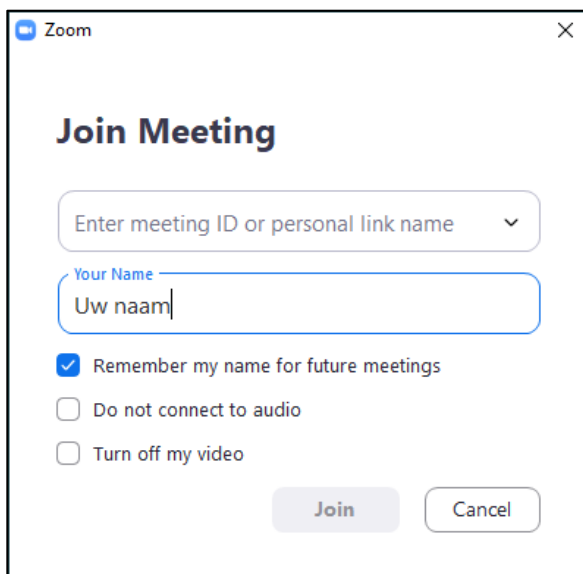 Zoom
Join Meeting
Enter meeting ID or personal link name
Your Name
Uw naam
Remember my name for future meetings
Do not connect to audio
Turn off my video
Join Cancel